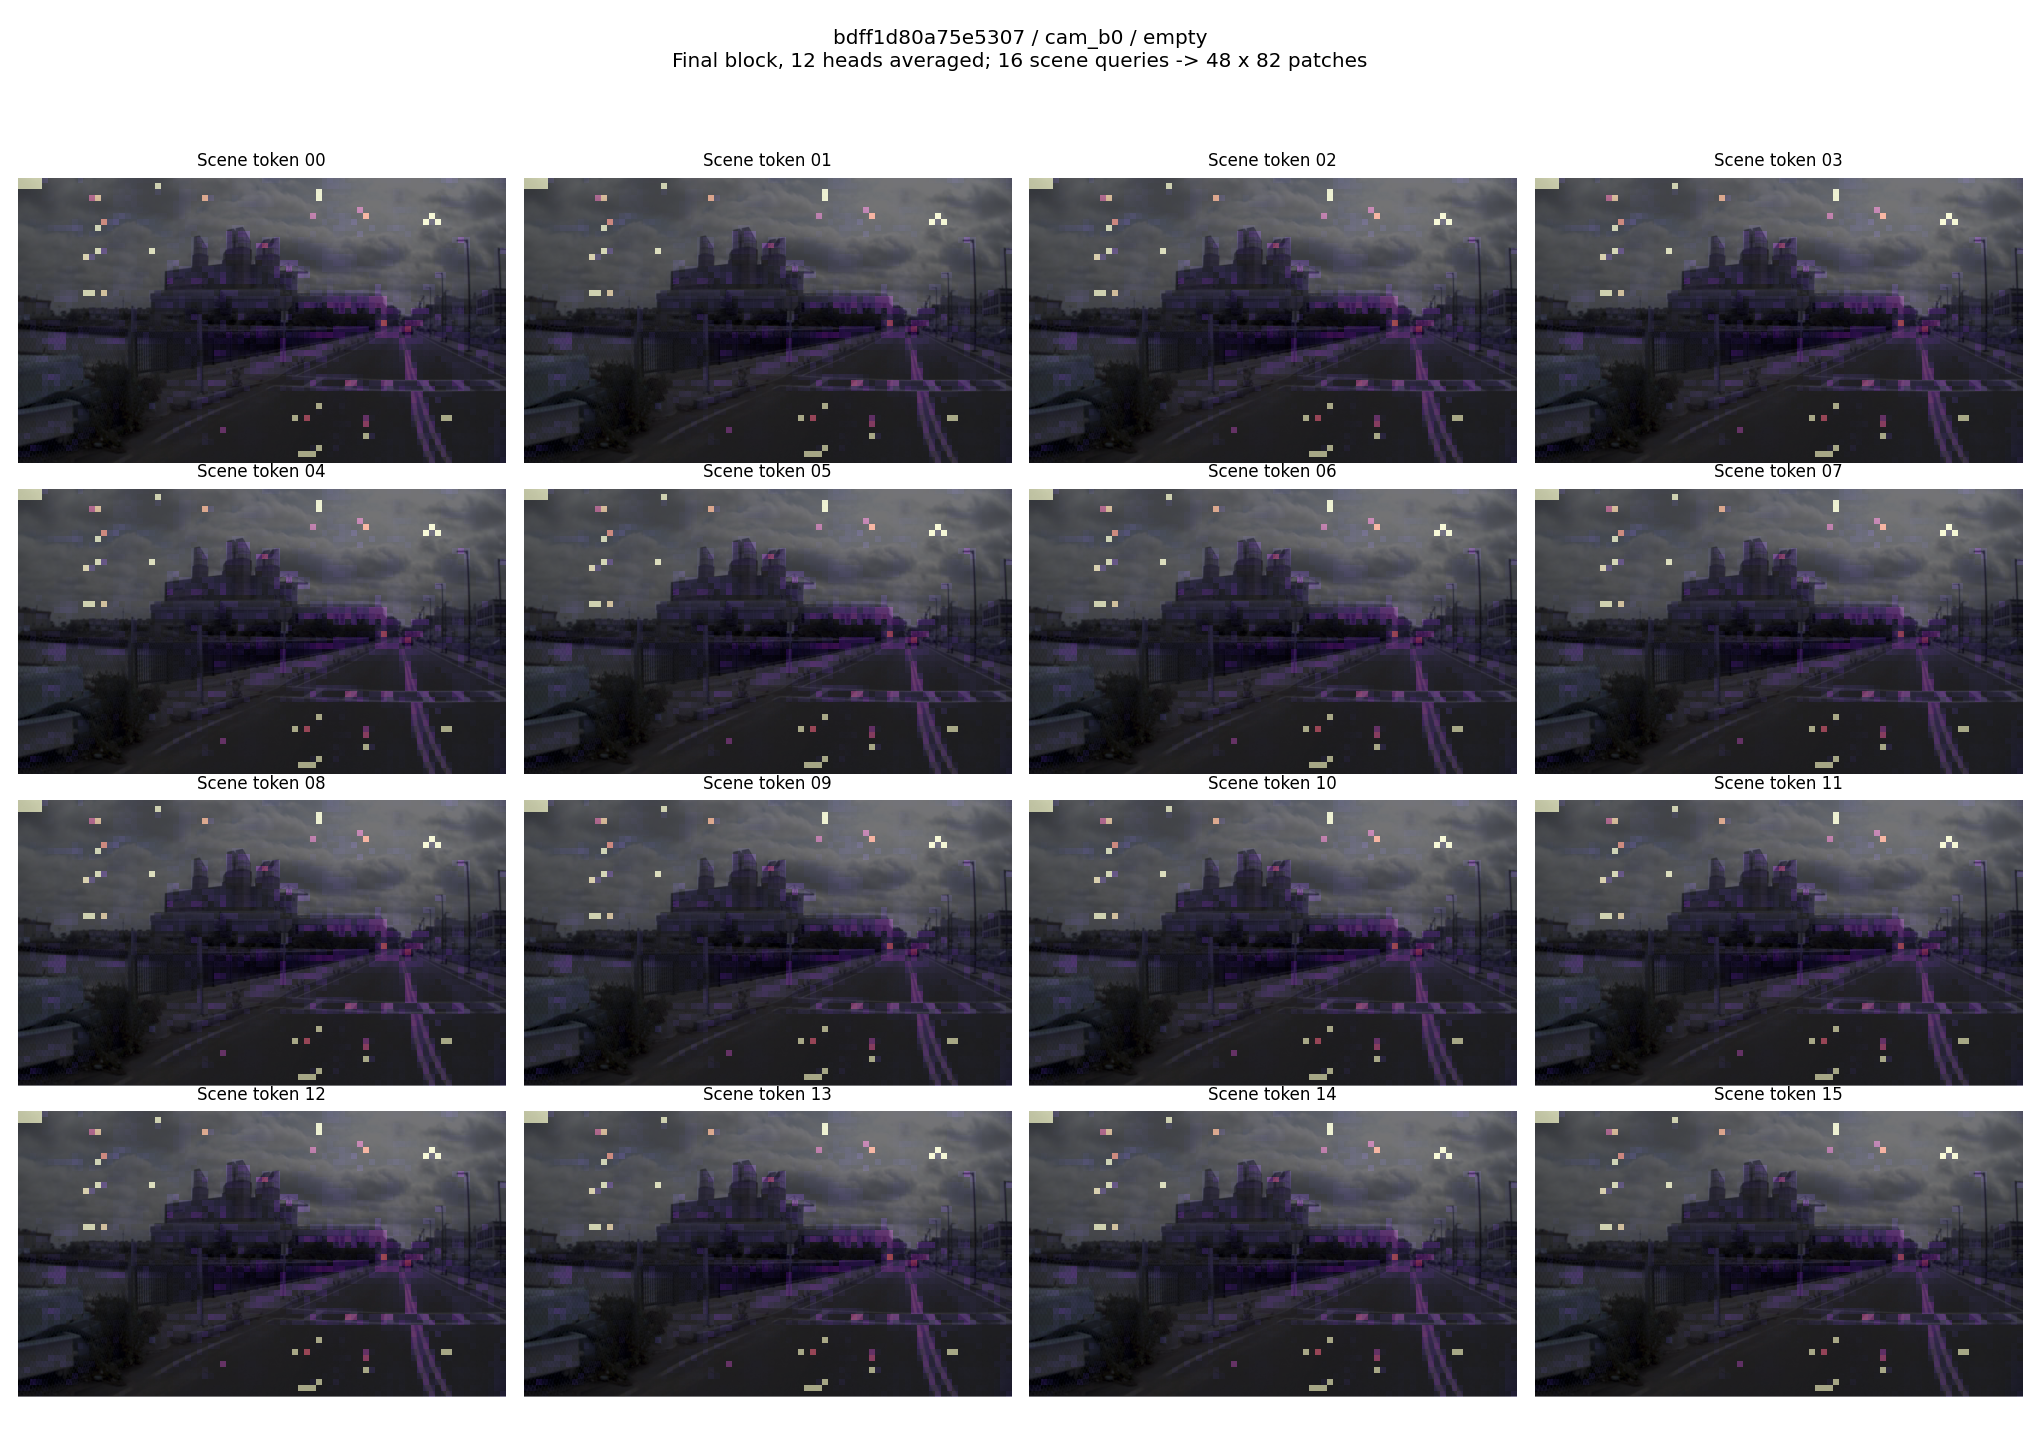 bdff1d80a75e5307 / cam_b0 / empty
Final block, 12 heads averaged; 16 scene queries -> 48 x 82 patches
Scene token 00
Scene token 01
Scene token 02
Scene token 03
Scene token 04
Scene token 05
Scene token 06
Scene token 07
Scene token 08
Scene token 09
Scene token 10
Scene token 11
Scene token 12
Scene token 13
Scene token 14
Scene token 15